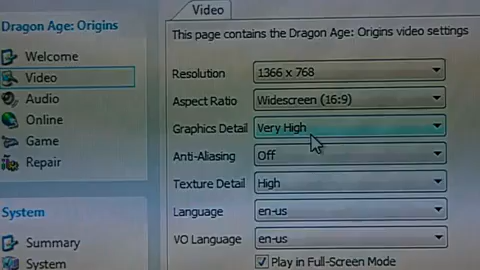 Video
Dragon Age: Origins
This page contains the Dragon Age: Origins video settings
Welcome
Video
Audio
Online
Game
Repair
Resolution 1366 x 768
Aspect Ratio Widescreen (16:9)
Graphics Detail Very High
Anti-Aliasing Off
Texture Detail High
Language en-us
VO Language en-us
Play in Full-Screen Mode
System
Summary
System